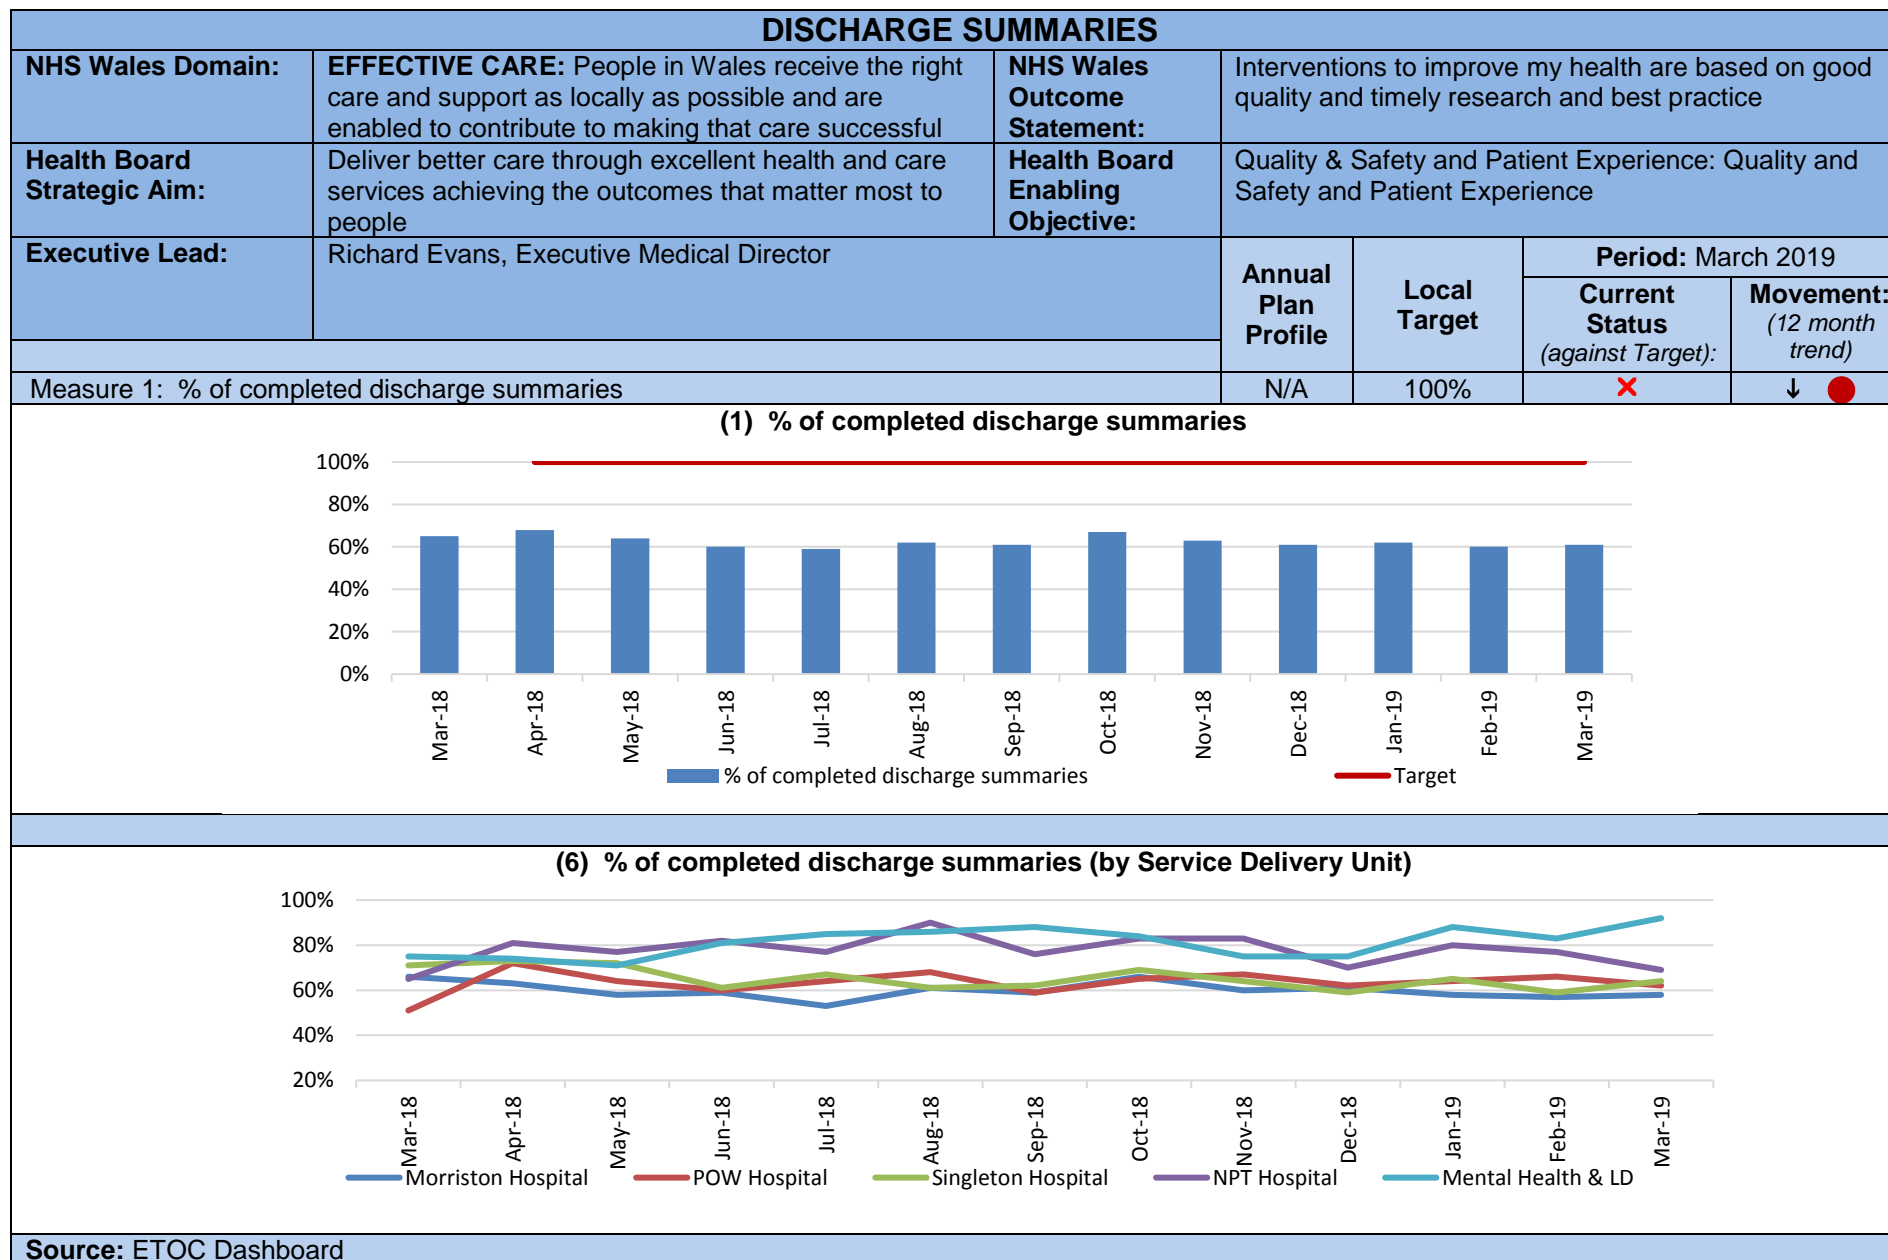 DISCHARGE SUMMARIES
NHS Wales Domain:
EFFECTIVE CARE: People in Wales receive the right
care and support as locally as possible and are
enabled to contribute to making that care successful
NHS Wales
Outcome
Statement:
Interventions to improve my health are based on good
quality and timely research and best practice
Health Board
Strategic Aim:
Deliver better care through excellent health and care
services achieving the outcomes that matter most to
people
Health Board
Enabling
Objective:
Quality & Safety and Patient Experience: Quality and
Safety and Patient Experience
Executive Lead:
Richard Evans, Executive Medical Director
Annual
Plan
Profile
Local
Target
Period: March 2019
Current
Status
(against Target):
Movement:
(12 month
trend)
Measure 1: % of completed discharge summaries
N/A
100%
(1) % of completed discharge summaries
100%
80%
60%
40%
20%
0%
Mar-18
Apr-18
May-18
Jun-18
Jul-18
Aug-18
Sep-18
Oct-18
Nov-18
Dec-18
Jan-19
Feb-19
Mar-19
% of completed discharge summaries
Target
(6) % of completed discharge summaries (by Service Delivery Unit)
100%
80%
60%
40%
20%
Mar-18
Apr-18
May-18
Jun-18
Jul-18
Aug-18
Sep-18
Oct-18
Nov-18
Dec-18
Jan-19
Feb-19
Mar-19
Morriston Hospital
POW Hospital
Singleton Hospital
NPT Hospital
Mental Health & LD
Source: ETOC Dashboard